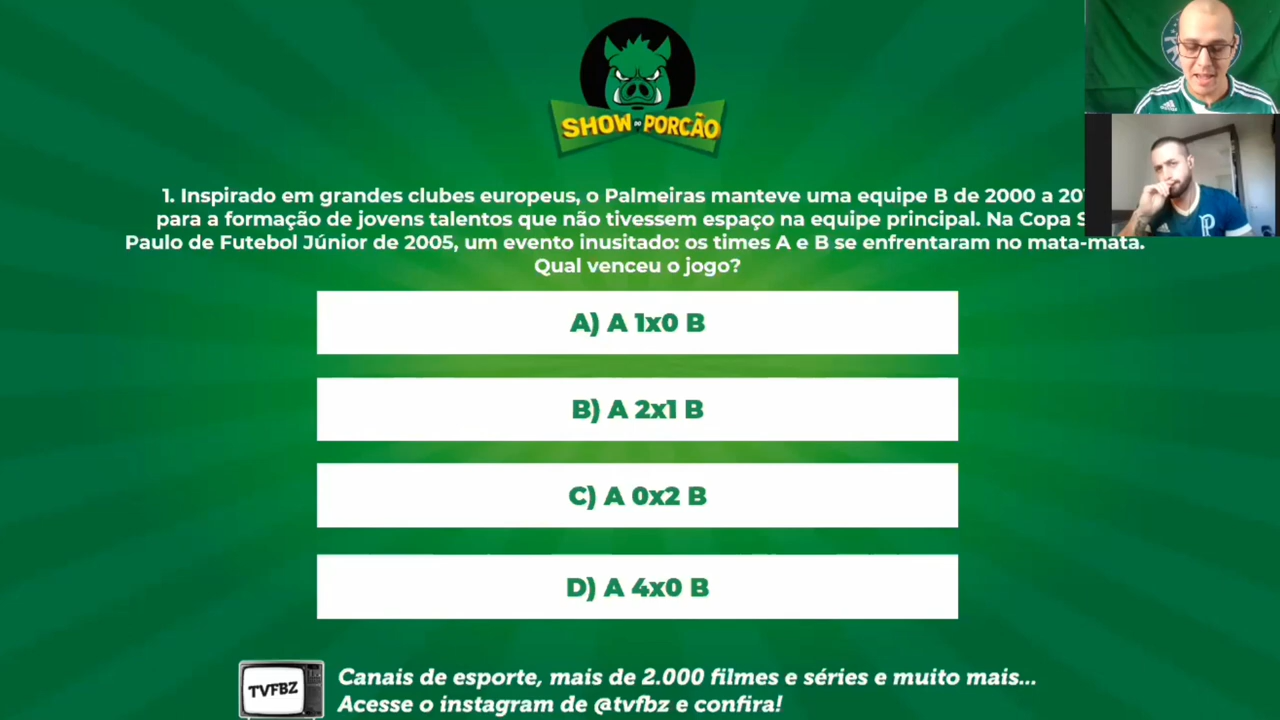 SHOW DO PORCÃO
1. Inspirado em grandes clubes europeus, o Palmeiras manteve uma equipe B de 2000 a
para a formação de jovens talentos que não tivessem espaço na equipe principal. Na Copa
Paulo de Futebol Júnior de 2005, um evento inusitado: os times A e B se enfrentaram no mata-mata.
Qual venceu o jogo?
A) A 1x0 B
B) A 2x1 B
C) A 0x2 B
D) A 4x0 B
TVFBZ
Canais de esporte, mais de 2.000 filmes e séries e muito mais...
Acesse o instagram de @tvfbz e confira!